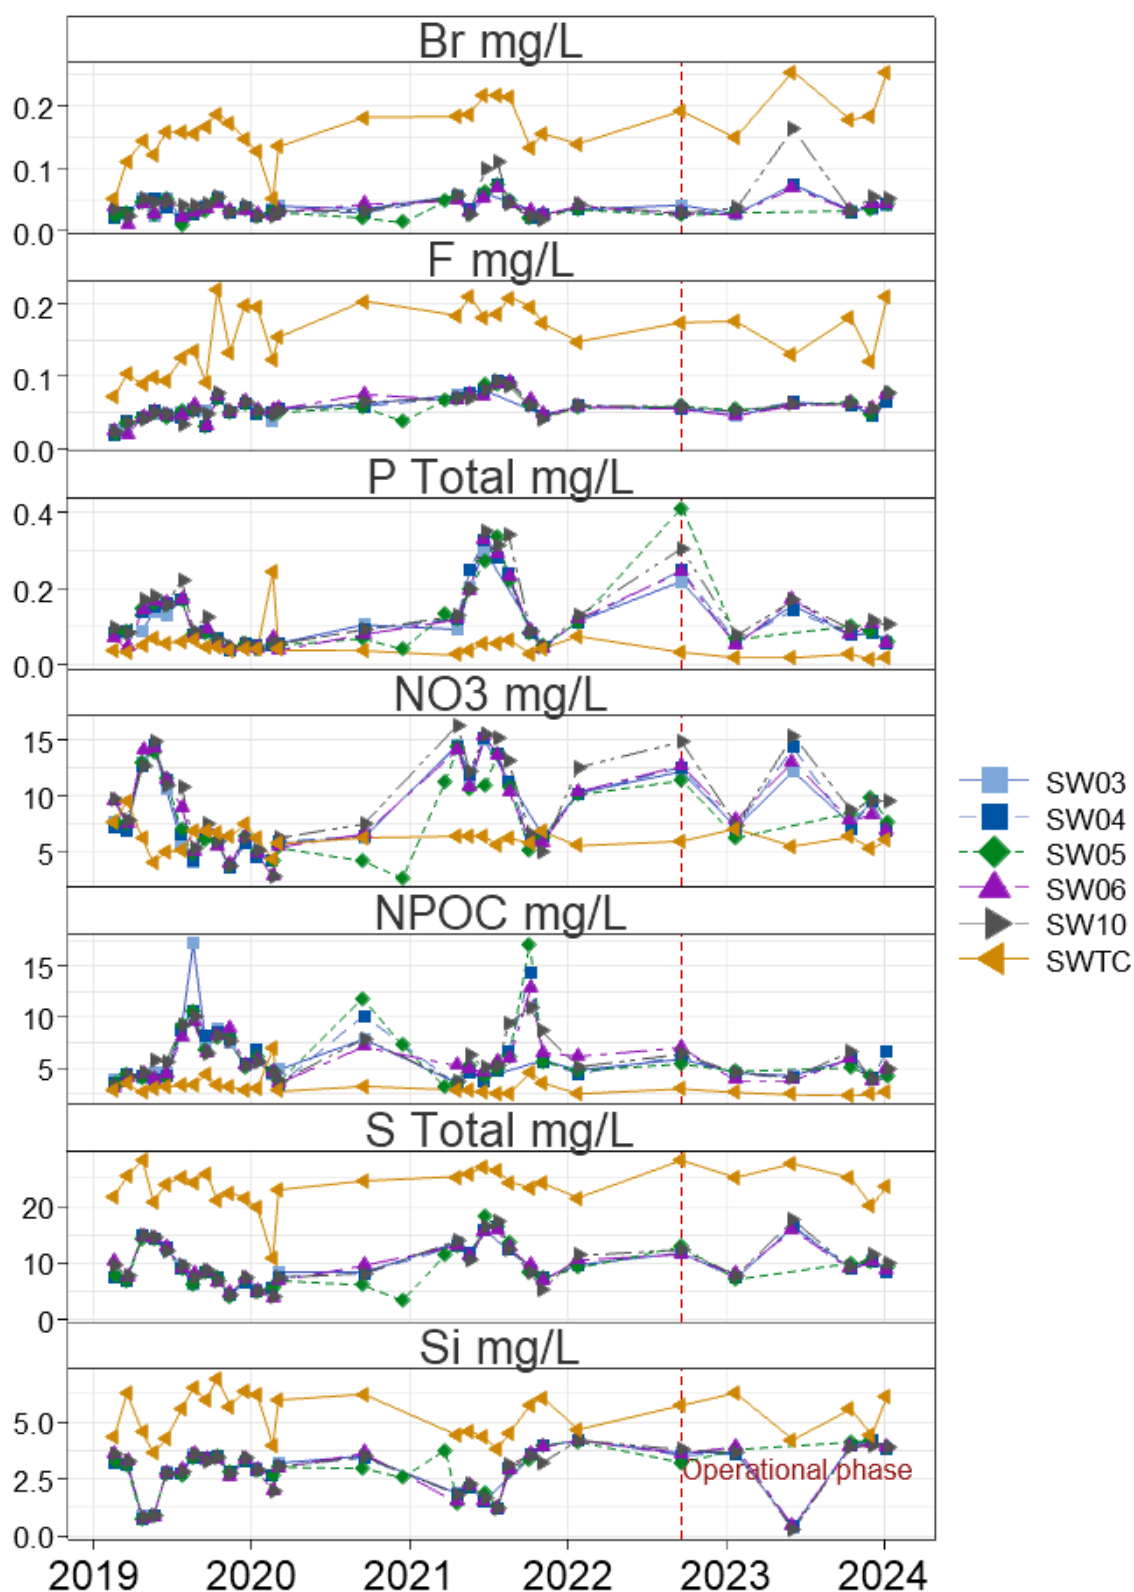 Br mg/L
0.2
0.1
0.0
F mg/L
0.2
0.1
0.0
P Total mg/L
0.4
0.2
0.0
NO3 mg/L
15
10
5
NPOC mg/L
15
10
5
S Total mg/L
20
10
0
Si mg/L
5.0
2.5
0.0
Operational phase
2019 2020 2021 2022 2023 2024
SW03
SW04
SW05
SW06
SW10
SWTC